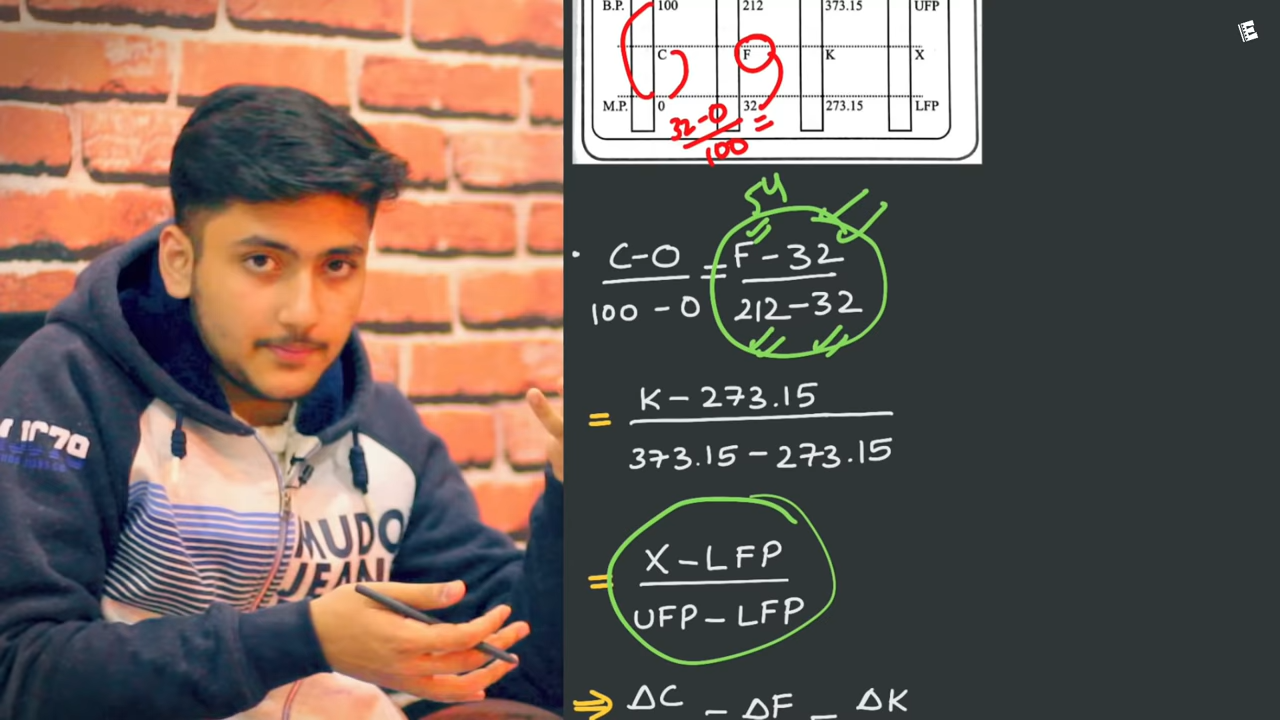 B.P. 100 212 373.15 UFP
C F K X
M.P. 0 32 273.15 LFP
32-0
100
=
54
C-0 = F-32
100-0 212-32
= K-273.15
373.15-273.15
= X-LFP
UFP-LFP
⇒ ΔC - ΔF - ΔK
MUDO
JEAN